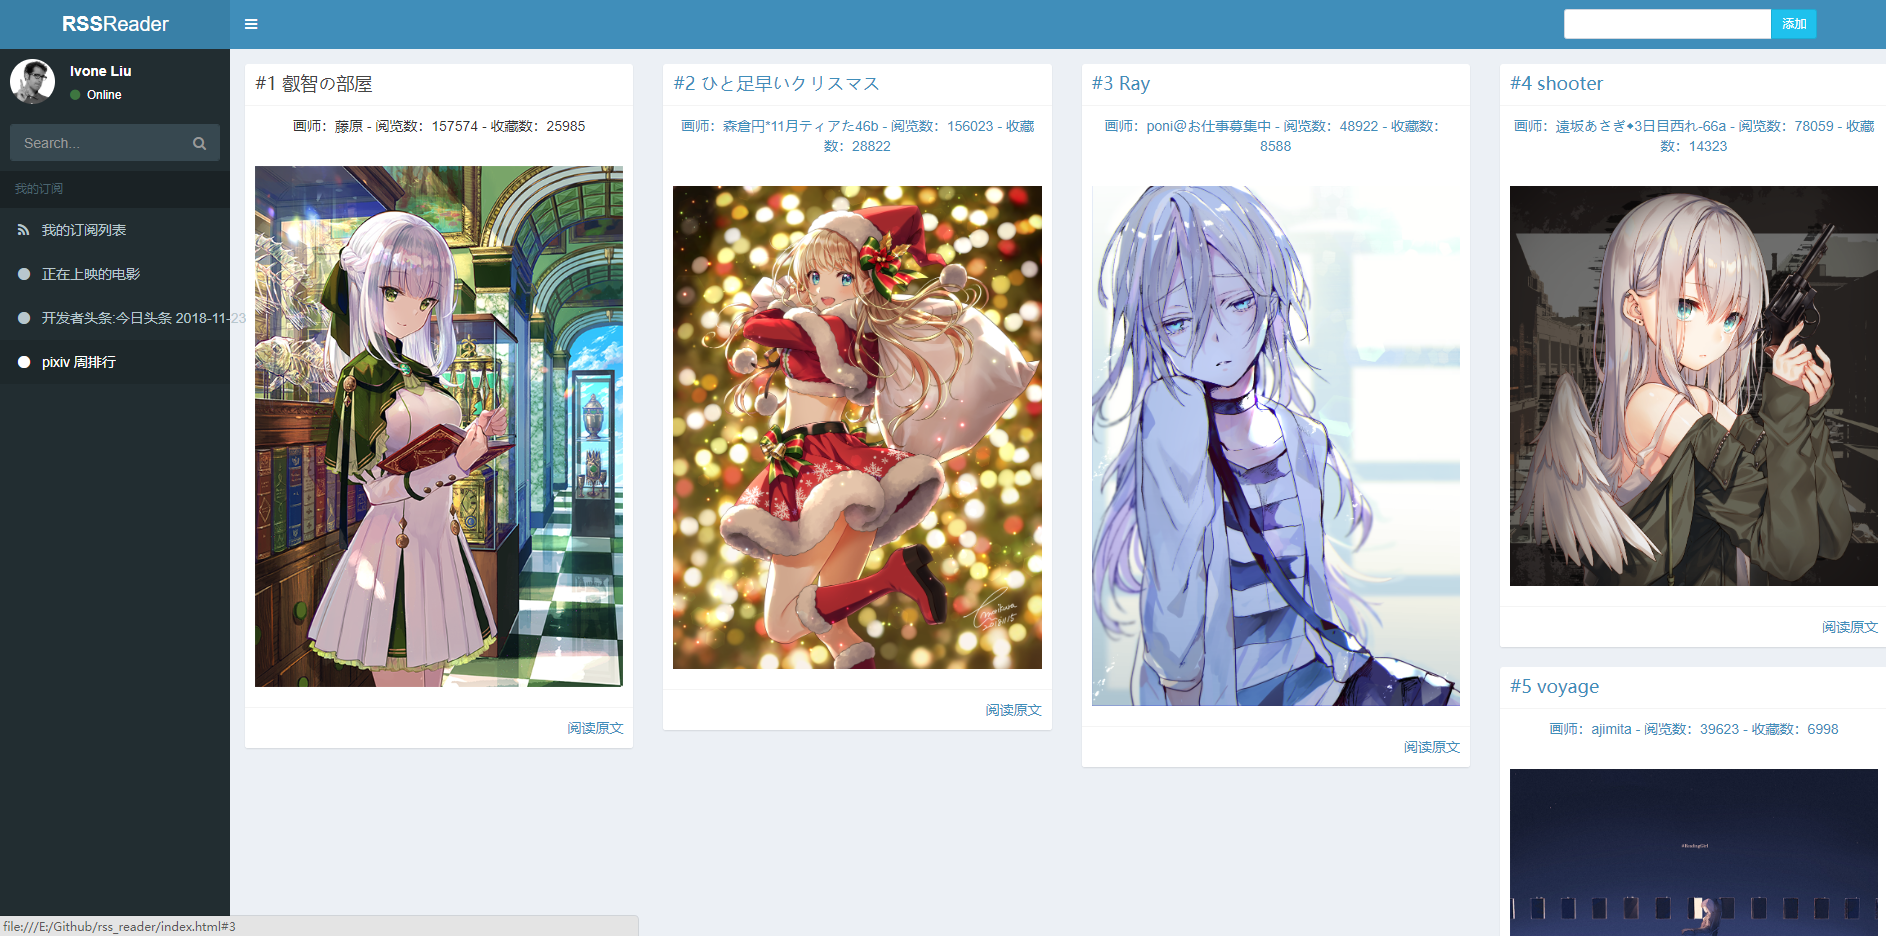 RSSReader
添加
Ivone Liu
Online
Search...
我的订阅
我的订阅列表
正在上映的电影
开发者头条:今日头条 2018-11-23
pixiv 周排行
#1 叡智の部屋
画师：藤原 - 阅览数：157574 - 收藏数：25985
阅读原文
#2 ひと足早いクリスマス
画师：森倉円*11月ティアた46b - 阅览数：156023 - 收藏
数：28822
2018.11.15
阅读原文
#3 Ray
画师：poni@お仕事募集中 - 阅览数：48922 - 收藏数：
8588
阅读原文
#4 shooter
画师：遠坂あさぎ⬥3日目西れ-66a - 阅览数：78059 - 收藏
数：14323
阅读原文
#5 voyage
画师：ajimita - 阅览数：39623 - 收藏数：6998
#ReadingGirl
file:///E:/Github/rss_reader/index.html#3